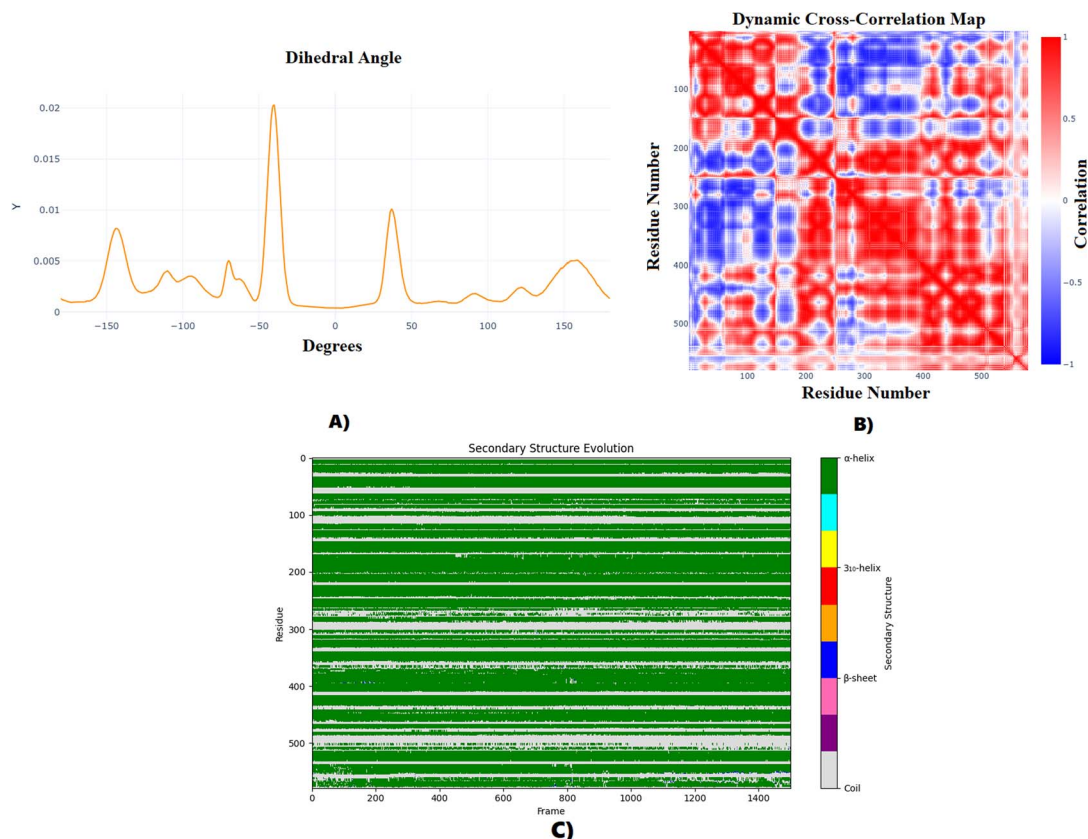 Dihedral Angle
0.02
0.015
0.01
0.005
0
Y
−150
−100
−50
0
50
100
150
Degrees
A)
Dynamic Cross-Correlation Map
100
200
300
400
500
Residue Number
100 200 300 400 500
Residue Number
1
0.5
0
−0.5
−1
Correlation
B)
Secondary Structure Evolution
0
100
200
300
400
500
Residue
0 200 400 600 800 1000 1200 1400
Frame
α-helix
3₁₀-helix
β-sheet
Coil
Secondary Structure
C)